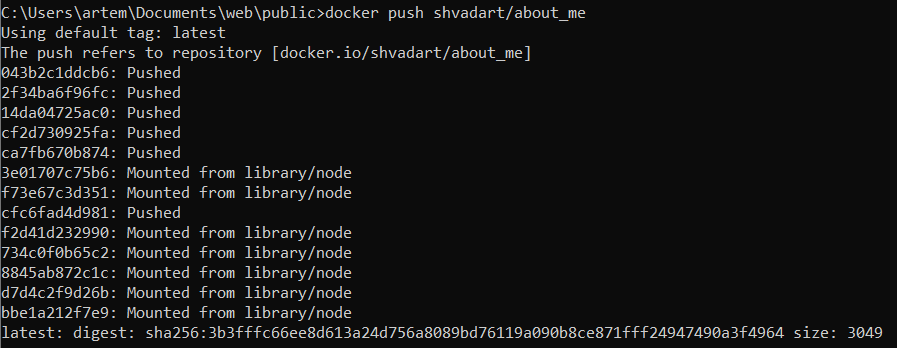 C:\Users\artem\Documents\web\public>docker push shvadart/about_me
Using default tag: latest
The push refers to repository [docker.io/shvadart/about_me]
043b2c1ddcb6: Pushed
2f34ba6f96fc: Pushed
14da04725ac0: Pushed
cf2d730925fa: Pushed
ca7fb670b874: Pushed
3e01707c75b6: Mounted from library/node
f73e67c3d351: Mounted from library/node
cfc6fad4d981: Pushed
f2d41d232990: Mounted from library/node
734c0f0b65c2: Mounted from library/node
8845ab872c1c: Mounted from library/node
d7d4c2f9d26b: Mounted from library/node
bbe1a212f7e9: Mounted from library/node
latest: digest: sha256:3b3fffc66ee8d613a24d756a8089bd76119a090b8ce871fff24947490a3f4964 size: 3049